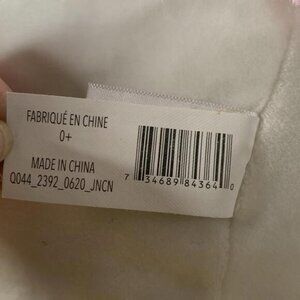 FABRIQUÉ EN CHINE
0+
MADE IN CHINA
Q044_2392_0620_JNCN
7 34689 84364 0